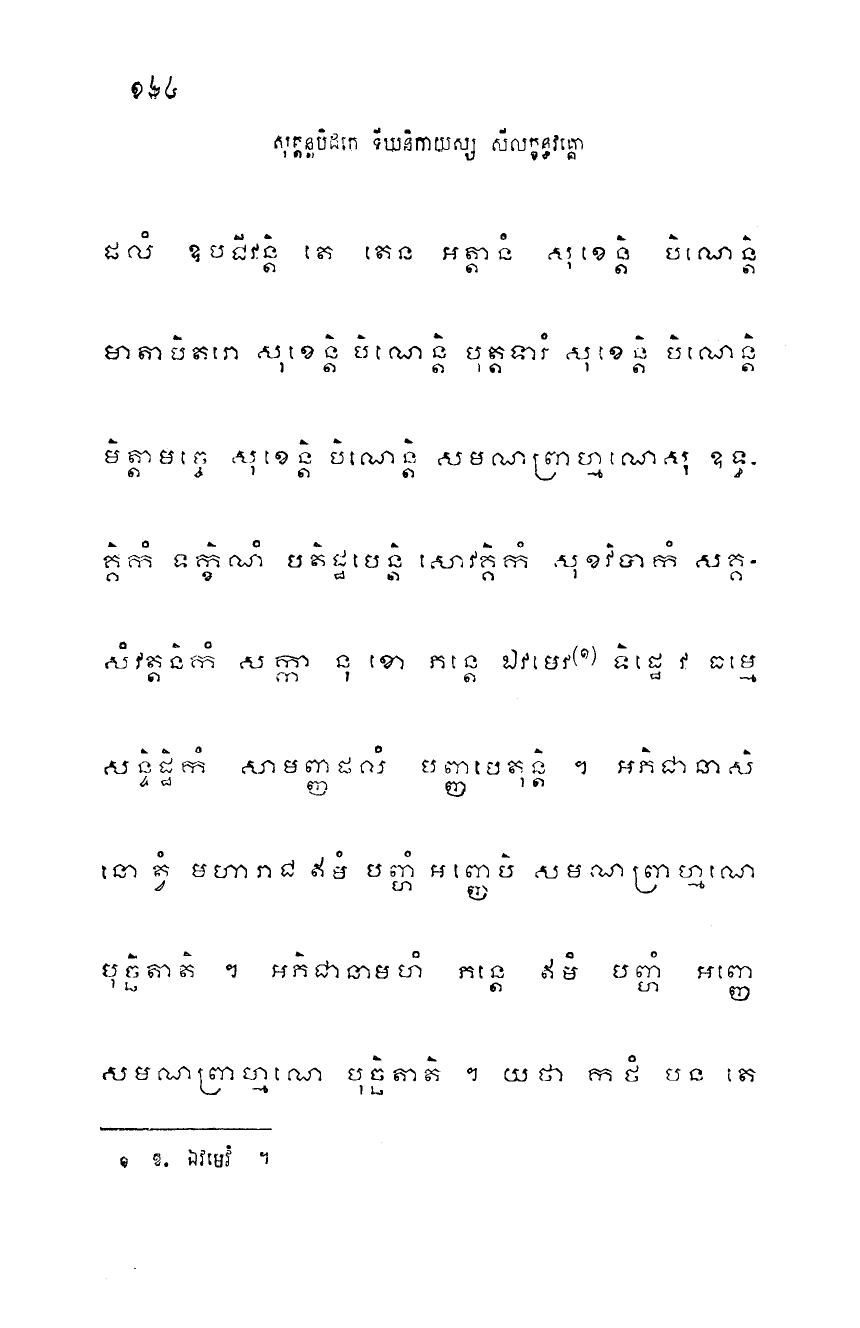 ១៦៤
សុត្តន្តបិដកេ ទីឃនិកាយស្ស សីលក្ខន្ធវគ្គោ
ផលំ ឧបជីវន្តិ តេ តេន អត្តានំ សុខេន្តិ បិណេន្តិ
មាតាបិតរោ សុខេន្តិ បិណេន្តិ បុត្តទារំ សុខេន្តិ បិណេន្តិ
មិត្តាមច្ចេ សុខេន្តិ បិណេន្តិ សមណព្រាហ្មណេសុ ឧទ្ធ-
គ្គិកំ ទក្ខិណំ បតិដ្ឋបេន្តិ សោវគ្គិកំ សុខវិបាកំ សគ្គ-
សំវត្តនិកំ សក្កា នុ ខោ ភន្តេ ឯវមេវ(១) ទិដ្ឋេវ ធម្មេ
សន្ទិដ្ឋិកំ សាមញ្ញផលំ បញ្ញបេតុន្តិ ។ អភិជានាសិ
នោ ត្វំ មហារាជ ឥមំ បញ្ហំ អញ្ញេបិ សមណព្រាហ្មណេ
បុច្ឆិតាតិ ។ អភិជានាមហំ ភន្តេ ឥមំ បញ្ហំ អញ្ញេ
សមណព្រាហ្មណេ បុច្ឆិតាតិ ។ យថា កថំ បន តេ
១ ឱ. ឯវមេវំ ។